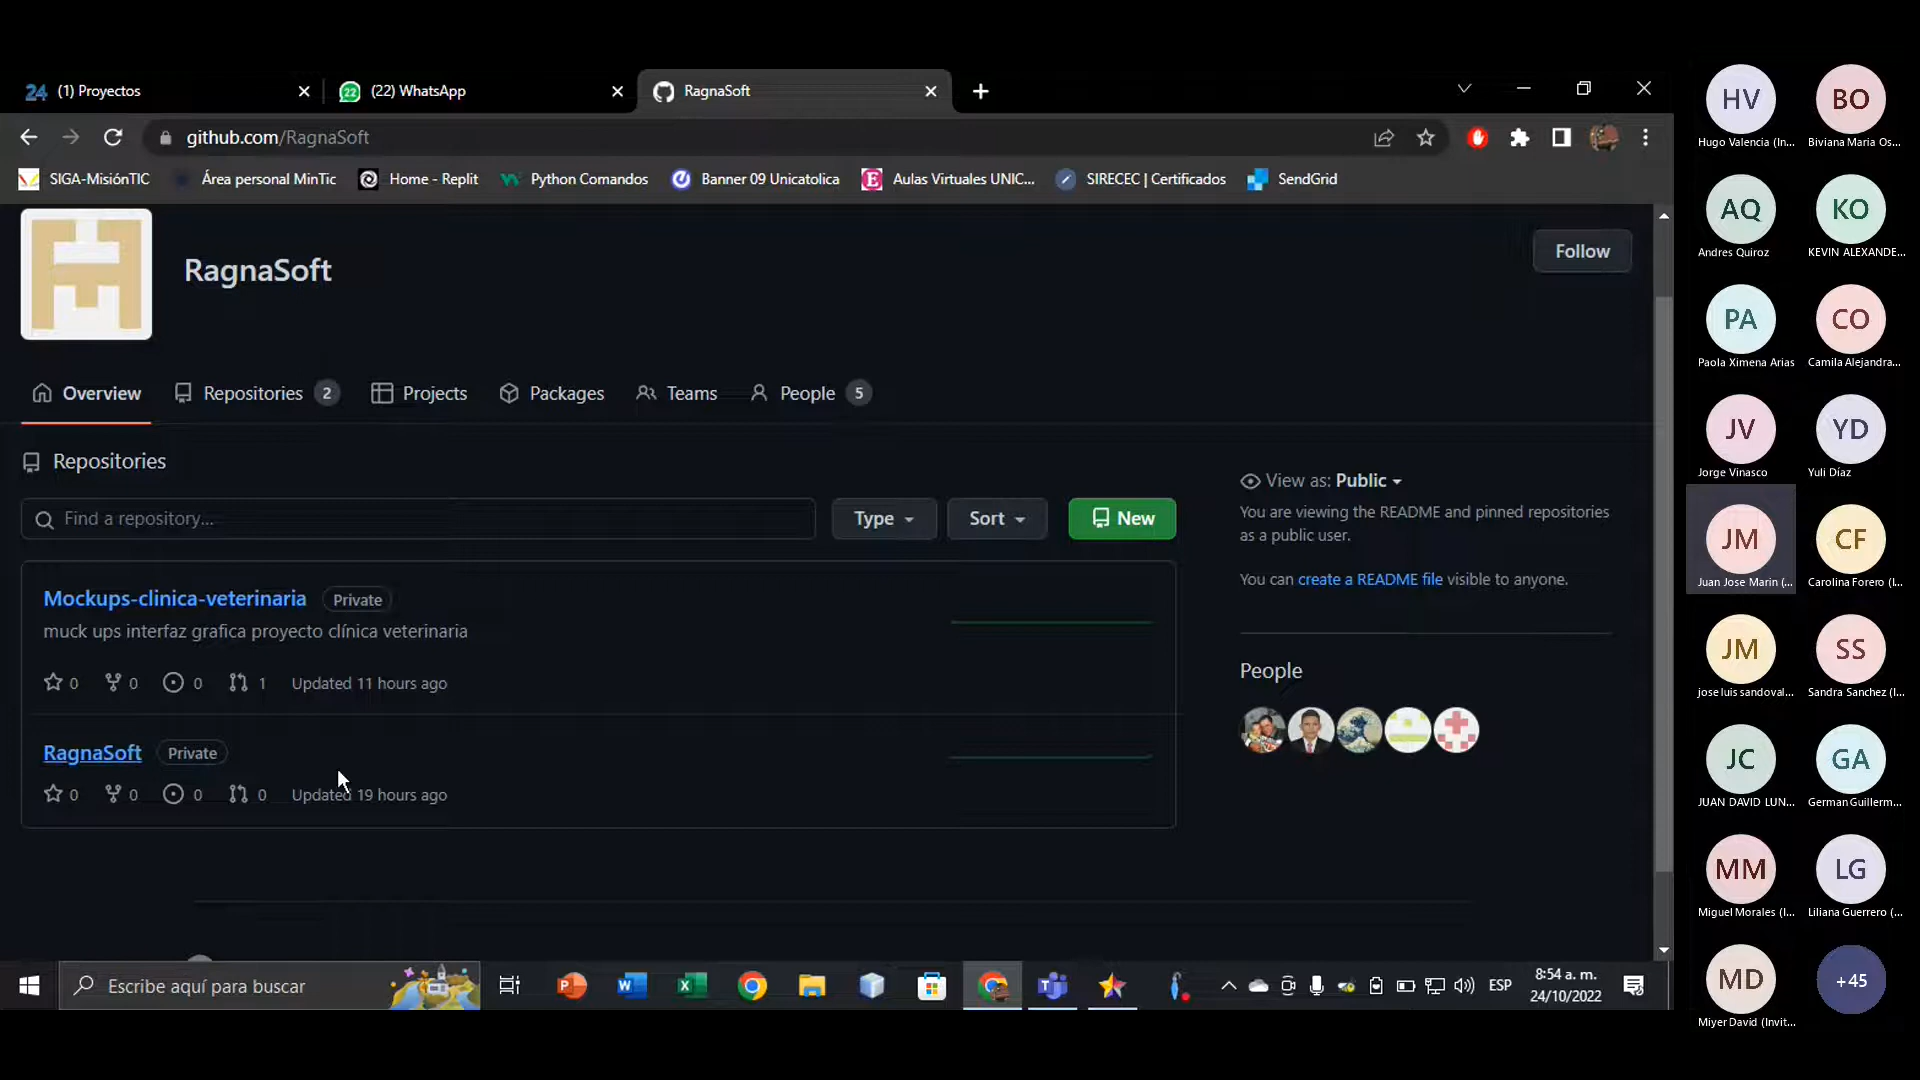 24 (1) Proyectos
22 (22) WhatsApp
RagnaSoft
github.com/RagnaSoft
SIGA-MisiónTIC
Área personal MinTic
Home - Replit
Python Comandos
Banner 09 Unicatolica
Aulas Virtuales UNIC...
SIRECEC | Certificados
SendGrid
RagnaSoft
Follow
Overview
Repositories 2
Projects
Packages
Teams
People 5
Repositories
Find a repository...
Type
Sort
New
Mockups-clinica-veterinaria Private
muck ups interfaz grafica proyecto clínica veterinaria
0 0 0 1 Updated 11 hours ago
RagnaSoft Private
0 0 0 0 Updated 19 hours ago
View as: Public
You are viewing the README and pinned repositories
as a public user.
You can create a README file visible to anyone.
People
Escribe aquí para buscar
ESP
8:54 a. m.
24/10/2022
HV
Hugo Valencia (In...
BO
Biviana Maria Os...
AQ
Andres Quiroz
KO
KEVIN ALEXANDE...
PA
Paola Ximena Arias
CO
Camila Alejandra...
JV
Jorge Vinasco
YD
Yuli Díaz
JM
Juan Jose Marin (...
CF
Carolina Forero (I...
JM
jose luis sandoval...
SS
Sandra Sanchez (I...
JC
JUAN DAVID LUN...
GA
German Guillerm...
MM
Miguel Morales (I...
LG
Liliana Guerrero (...
MD
Miyer David (Invit...
+45